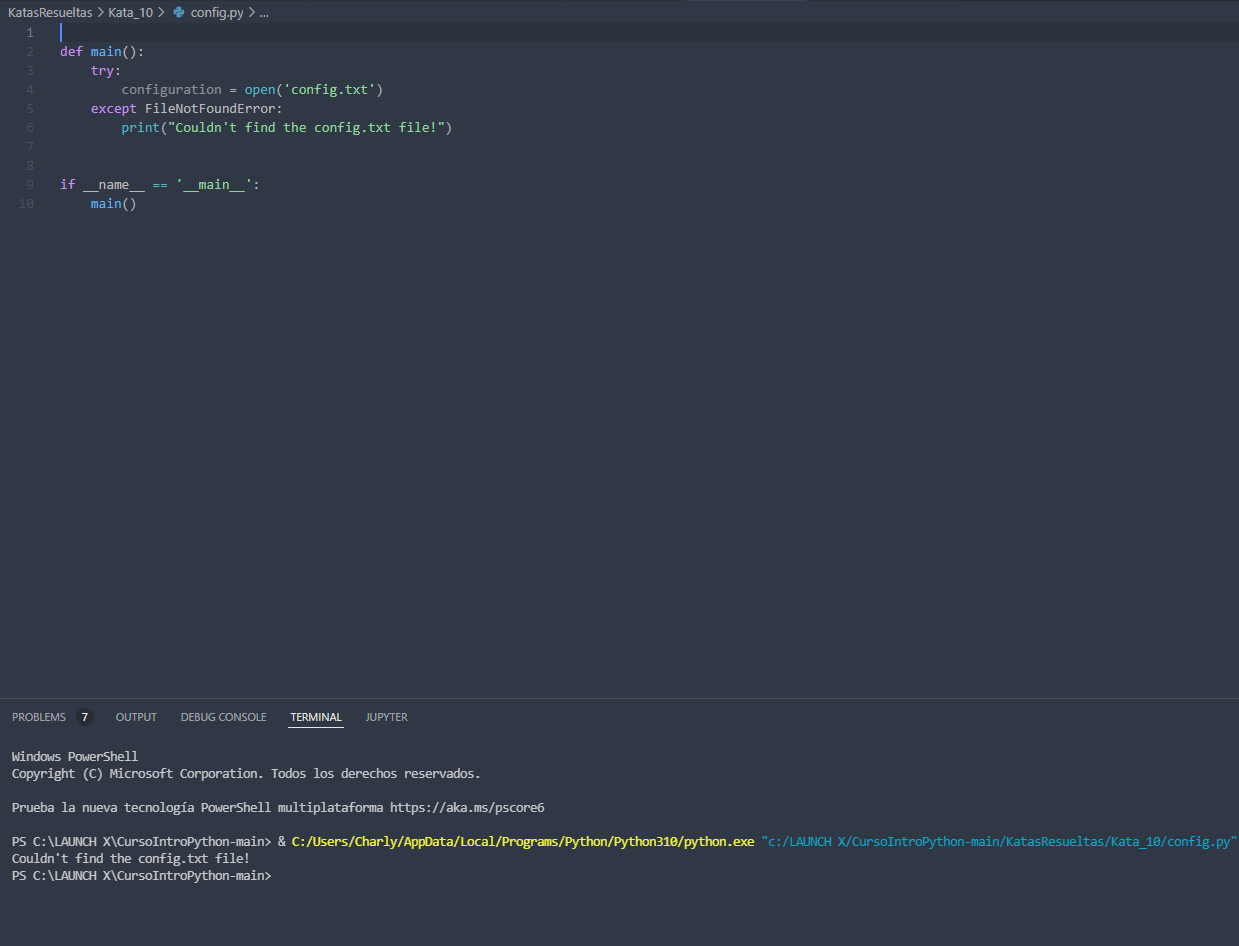 KatasResueltas > Kata_10 > config.py > ...
1
2 def main():
3     try:
4         configuration = open('config.txt')
5     except FileNotFoundError:
6         print("Couldn't find the config.txt file!")
7
8
9 if __name__ == '__main__':
10     main()
PROBLEMS 7 OUTPUT DEBUG CONSOLE TERMINAL JUPYTER
Windows PowerShell
Copyright (C) Microsoft Corporation. Todos los derechos reservados.
Prueba la nueva tecnología PowerShell multiplataforma https://aka.ms/pscore6
PS C:\LAUNCH X\CursoIntroPython-main> & C:/Users/Charly/AppData/Local/Programs/Python/Python310/python.exe "c:/LAUNCH X/CursoIntroPython-main/KatasResueltas/Kata_10/config.py"
Couldn't find the config.txt file!
PS C:\LAUNCH X\CursoIntroPython-main>